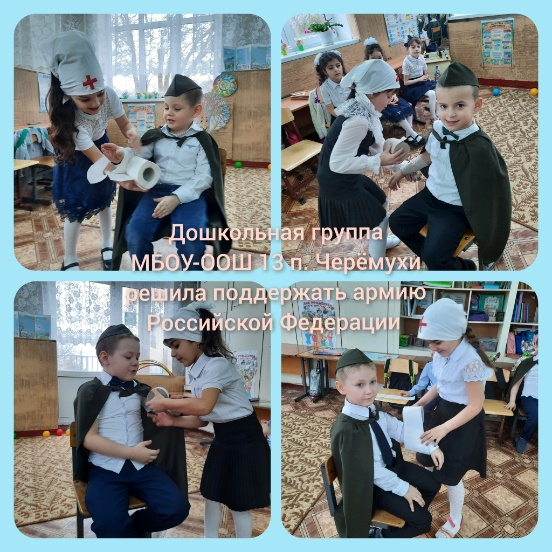 Дошкольная группа
МБОУ-ООШ 13 п. Черёмухи
решила поддержать армию
Российской Федерации